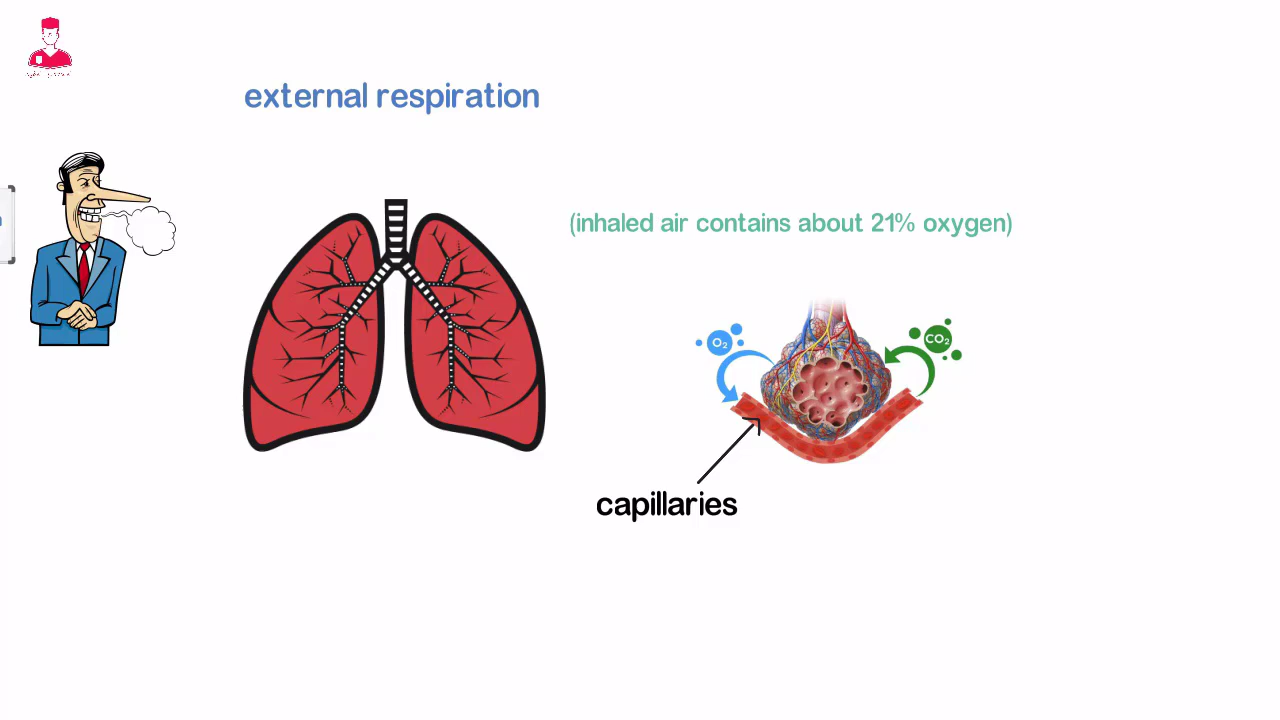 external respiration
(inhaled air contains about 21% oxygen)
O₂
CO₂
capillaries